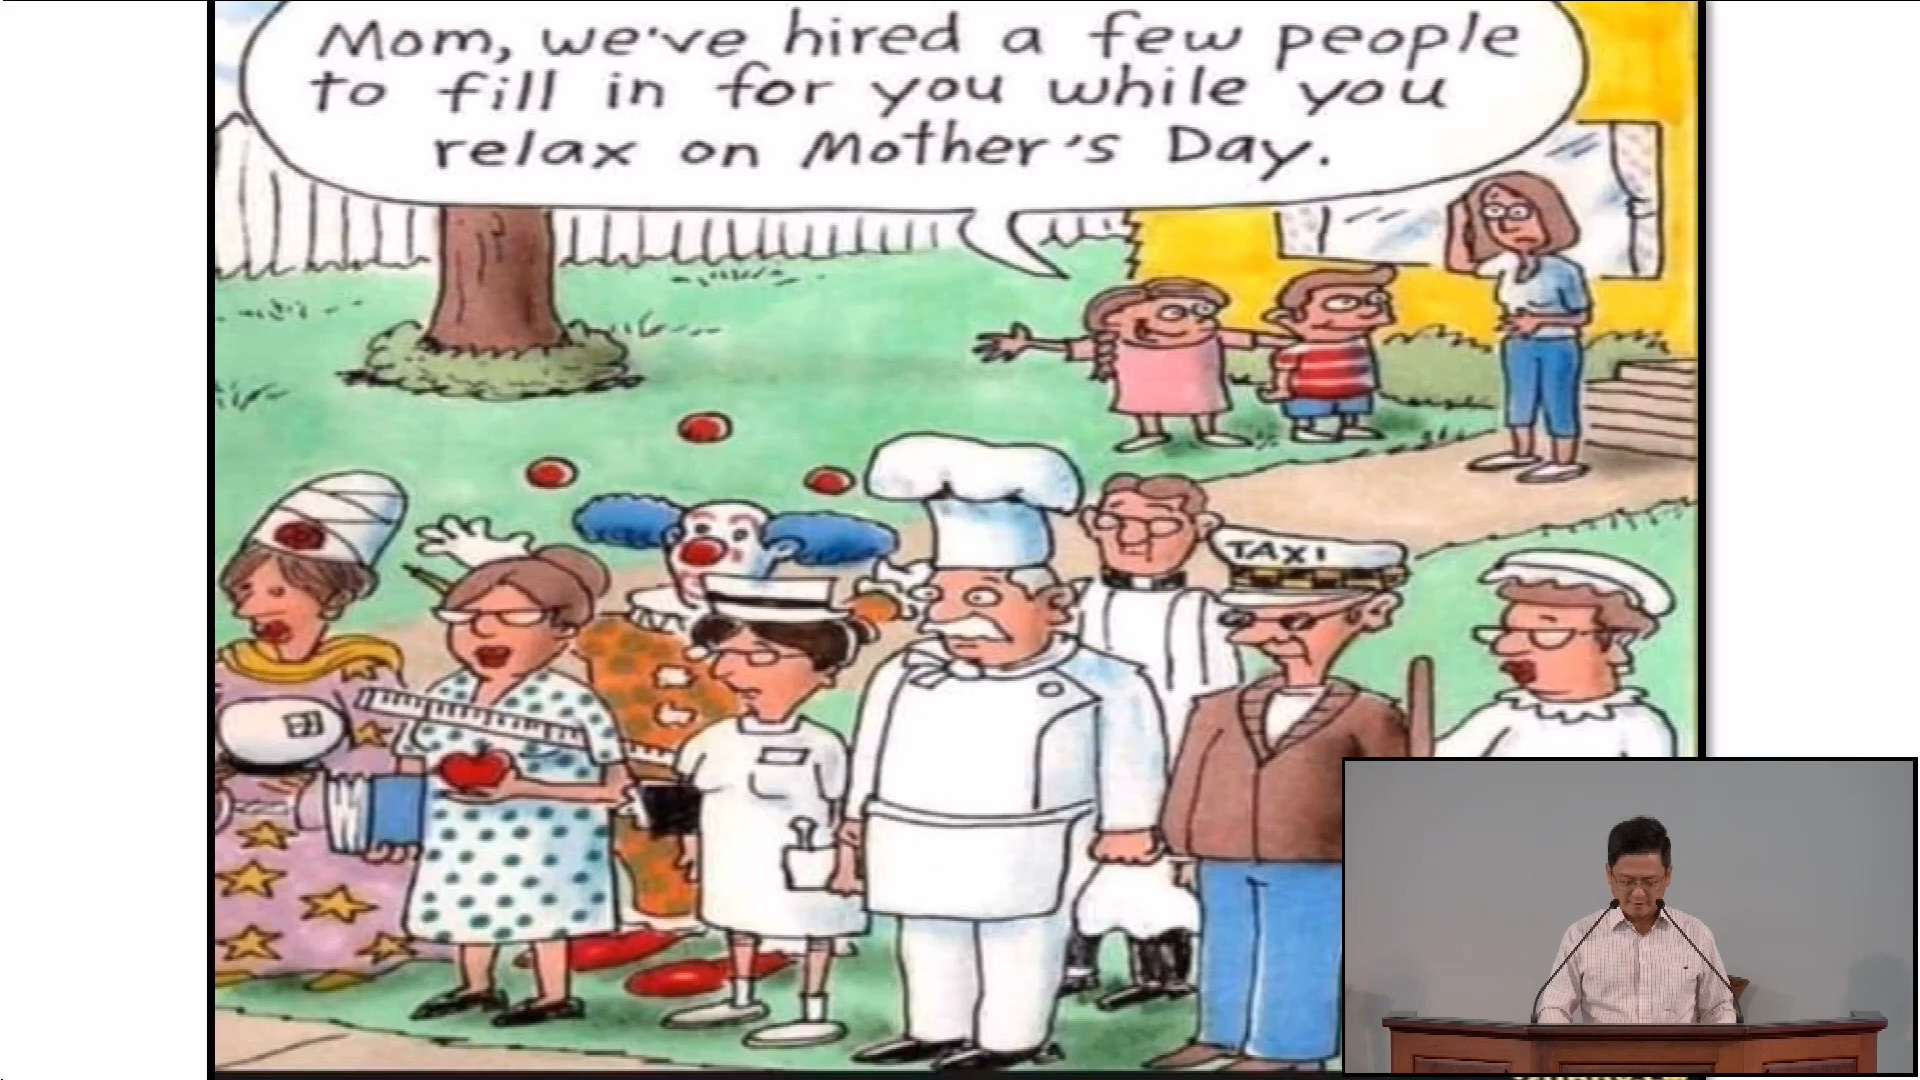 Mom, we've hired a few people
to fill in for you while you
relax on Mother's Day.
TAXI